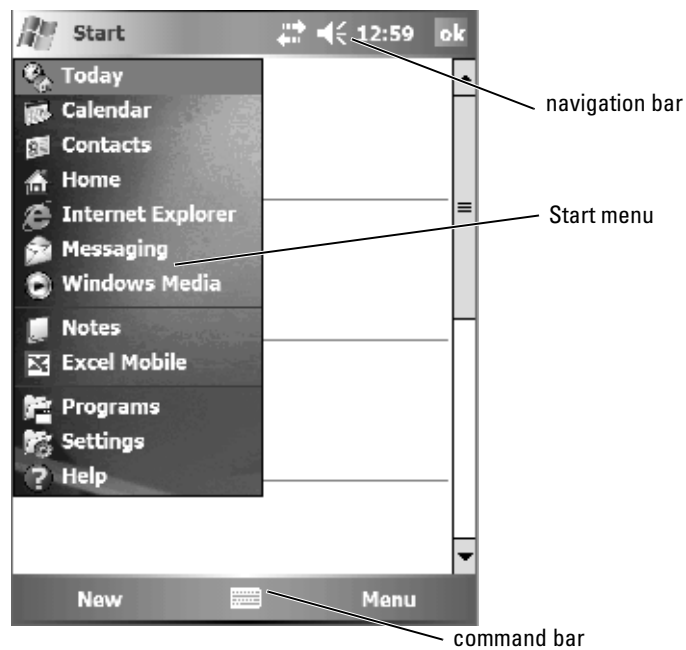 Start 12:59 ok
Today
navigation bar
Calendar
Contacts
Home
Internet Explorer
Start menu
Messaging
Windows Media
Notes
Excel Mobile
Programs
Settings
Help
New Menu
command bar